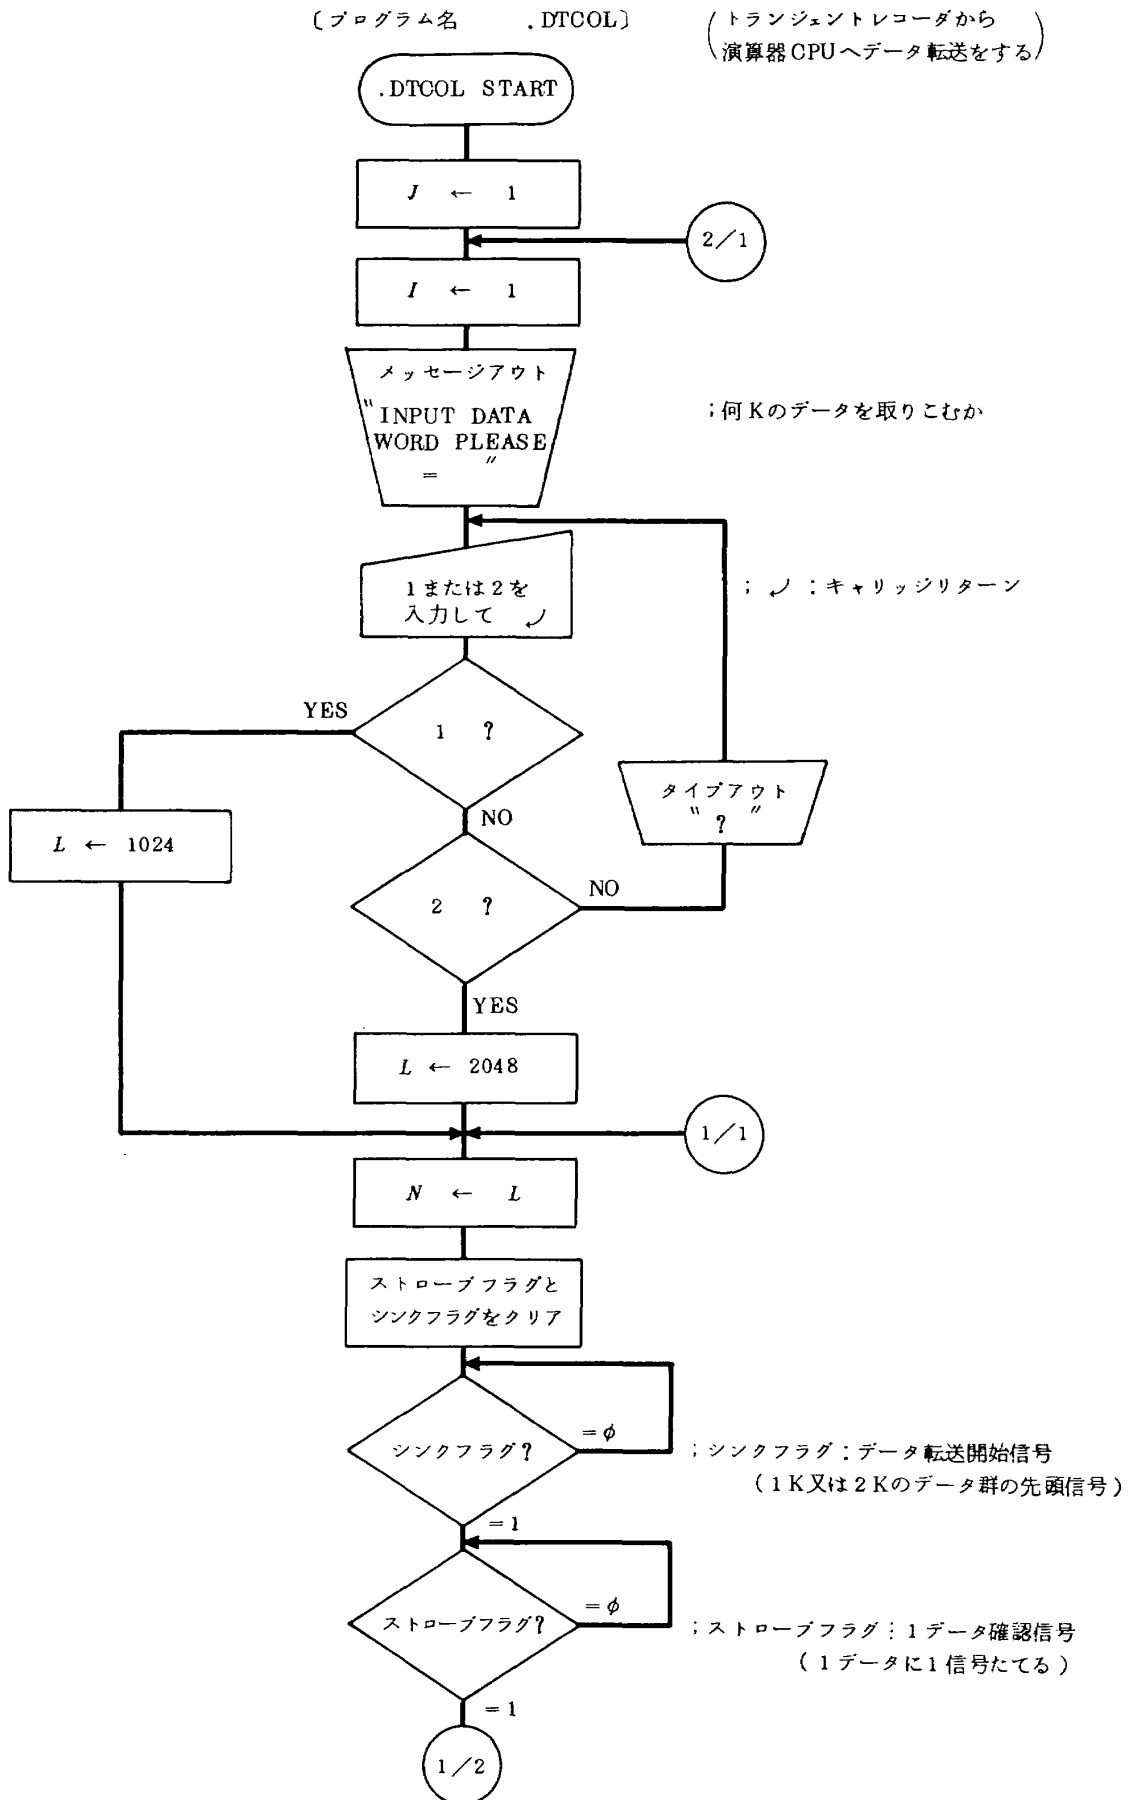 〔プログラム名 .DTCOL〕
(トランジェントレコーダから
演算器CPUへデータ転送をする)
.DTCOL START
J ← 1
2/1
I ← 1
メッセージアウト
"INPUT DATA
WORD PLEASE
= "
;何Kのデータを取りこむか
1または2を
入力して ⤶
; ⤶ :キャリッジリターン
YES
1 ?
タイプアウト
" ? "
L ← 1024
NO
2 ?
NO
YES
L ← 2048
1/1
N ← L
ストローブフラグと
シンクフラグをクリア
シンクフラグ?
=φ
;シンクフラグ:データ転送開始信号
(1K又は2Kのデータ群の先頭信号)
=1
ストローブフラグ?
=φ
;ストローブフラグ:1データ確認信号
(1データに1信号たてる)
=1
1/2